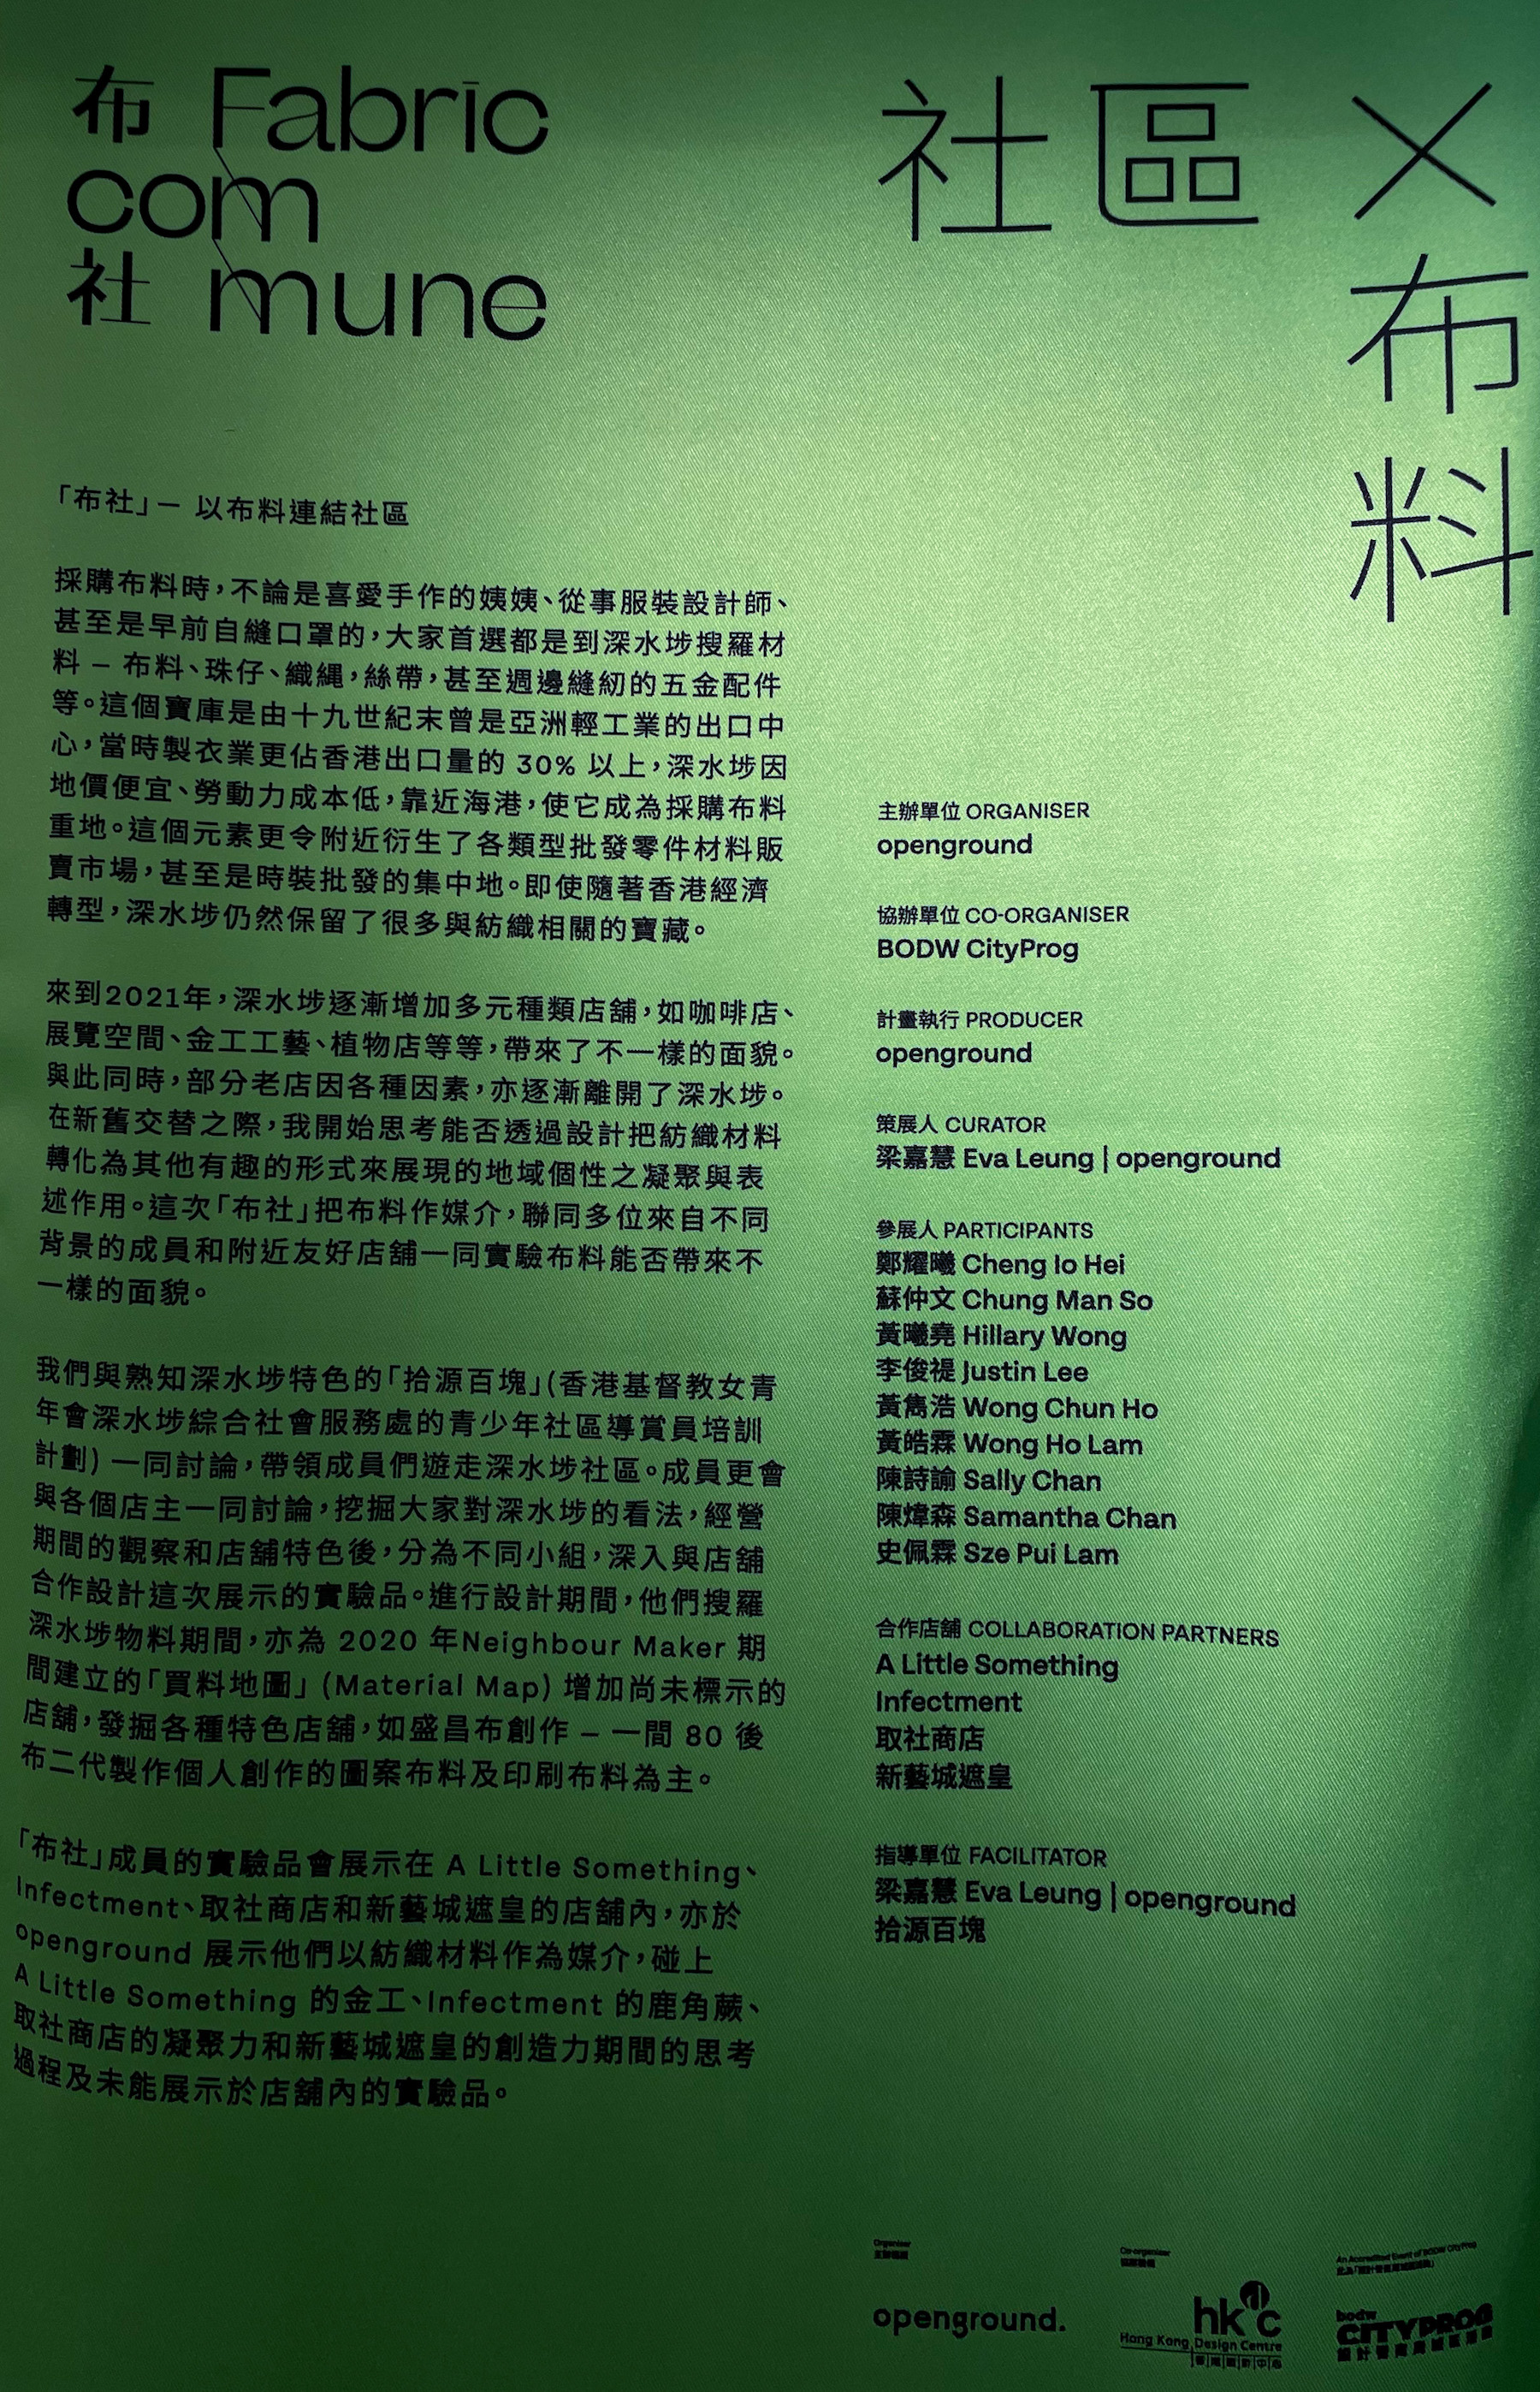 布 Fabric
com
社 mune
社區×
布
料
「布社」— 以布料連結社區
採購布料時，不論是喜愛手作的姨姨、從事服裝設計師、
甚至是早前自縫口罩的，大家首選都是到深水埗搜羅材
料 — 布料、珠仔、織繩，絲帶，甚至週邊縫紉的五金配件
等。這個寶庫是由十九世紀末曾是亞洲輕工業的出口中
心，當時製衣業更佔香港出口量的 30% 以上，深水埗因
地價便宜、勞動力成本低，靠近海港，使它成為採購布料
重地。這個元素更令附近衍生了各類型批發零件材料販
賣市場，甚至是時裝批發的集中地。即使隨著香港經濟
轉型，深水埗仍然保留了很多與紡織相關的寶藏。
來到2021年，深水埗逐漸增加多元種類店舖，如咖啡店、
展覽空間、金工工藝、植物店等等，帶來了不一樣的面貌。
與此同時，部分老店因各種因素，亦逐漸離開了深水埗。
在新舊交替之際，我開始思考能否透過設計把紡織材料
轉化為其他有趣的形式來展現的地域個性之凝聚與表
述作用。這次「布社」把布料作媒介，聯同多位來自不同
背景的成員和附近友好店舖一同實驗布料能否帶來不
一樣的面貌。
我們與熟知深水埗特色的「拾源百塊」(香港基督教女青
年會深水埗綜合社會服務處的青少年社區導賞員培訓
計劃) 一同討論，帶領成員們遊走深水埗社區。成員更會
與各個店主一同討論，挖掘大家對深水埗的看法，經營
期間的觀察和店舖特色後，分為不同小組，深入與店舖
合作設計這次展示的實驗品。進行設計期間，他們搜羅
深水埗物料期間，亦為 2020 年Neighbour Maker 期
間建立的「買料地圖」(Material Map) 增加尚未標示的
店舖，發掘各種特色店舖，如盛昌布創作 — 一間 80 後
布二代製作個人創作的圖案布料及印刷布料為主。
「布社」成員的實驗品會展示在 A Little Something、
Infectment、取社商店和新藝城遮皇的店舖內，亦於
openground 展示他們以紡織材料作為媒介，碰上
A Little Something 的金工、Infectment 的鹿角蕨、
取社商店的凝聚力和新藝城遮皇的創造力期間的思考
過程及未能展示於店舖內的實驗品。
主辦單位 ORGANISER
openground
協辦單位 CO-ORGANISER
BODW CityProg
計畫執行 PRODUCER
openground
策展人 CURATOR
梁嘉慧 Eva Leung | openground
參展人 PARTICIPANTS
鄭耀曦 Cheng Io Hei
蘇仲文 Chung Man So
黃曦堯 Hillary Wong
李俊禔 Justin Lee
黃雋浩 Wong Chun Ho
黃皓霖 Wong Ho Lam
陳詩諭 Sally Chan
陳煒森 Samantha Chan
史佩霖 Sze Pui Lam
合作店舖 COLLABORATION PARTNERS
A Little Something
Infectment
取社商店
新藝城遮皇
指導單位 FACILITATOR
梁嘉慧 Eva Leung | openground
拾源百塊
Organiser
openground.
Co-organiser
hkdc
Hong Kong Design Centre
香港設計中心
An Accredited Event of BODW CityProg
bodw
CITYPROG